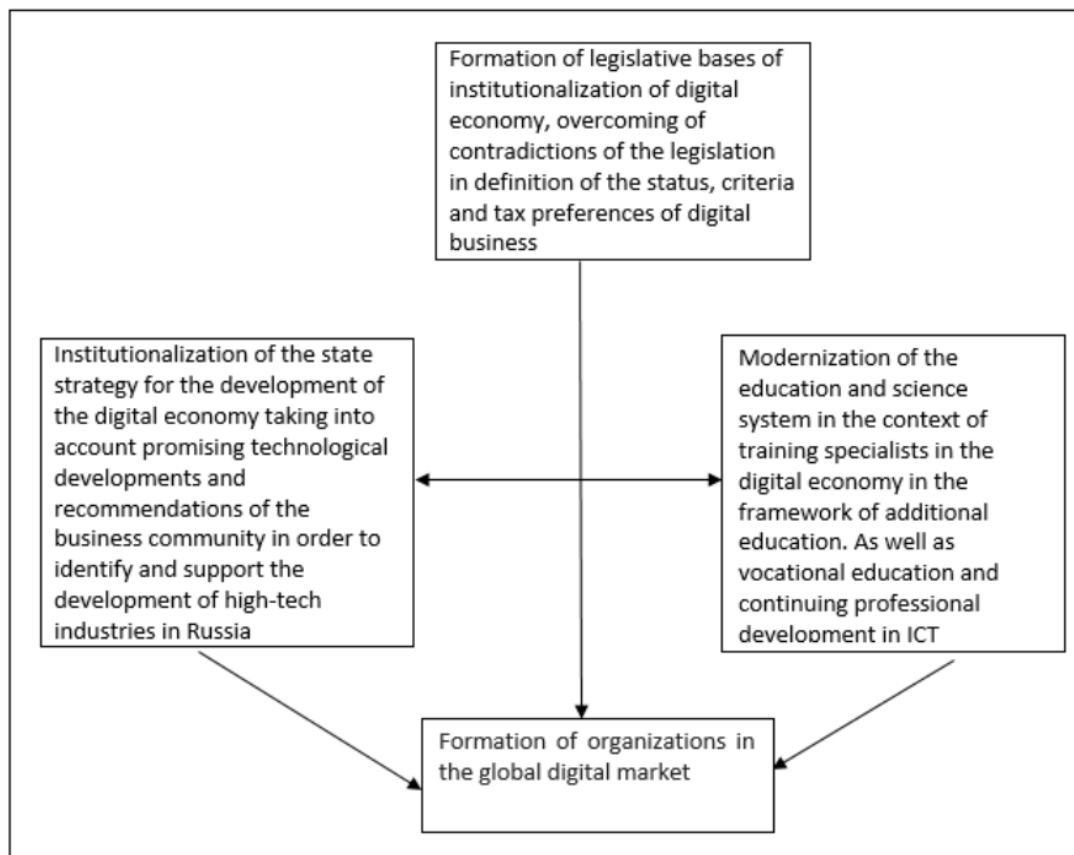 Formation of legislative bases of
institutionalization of digital
economy, overcoming of
contradictions of the legislation
in definition of the status, criteria
and tax preferences of digital
business
Institutionalization of the state
strategy for the development of
the digital economy taking into
account promising technological
developments and
recommendations of the
business community in order to
identify and support the
development of high-tech
industries in Russia
Modernization of the
education and science
system in the context of
training specialists in the
digital economy in the
framework of additional
education. As well as
vocational education and
continuing professional
development in ICT
Formation of organizations in
the global digital market